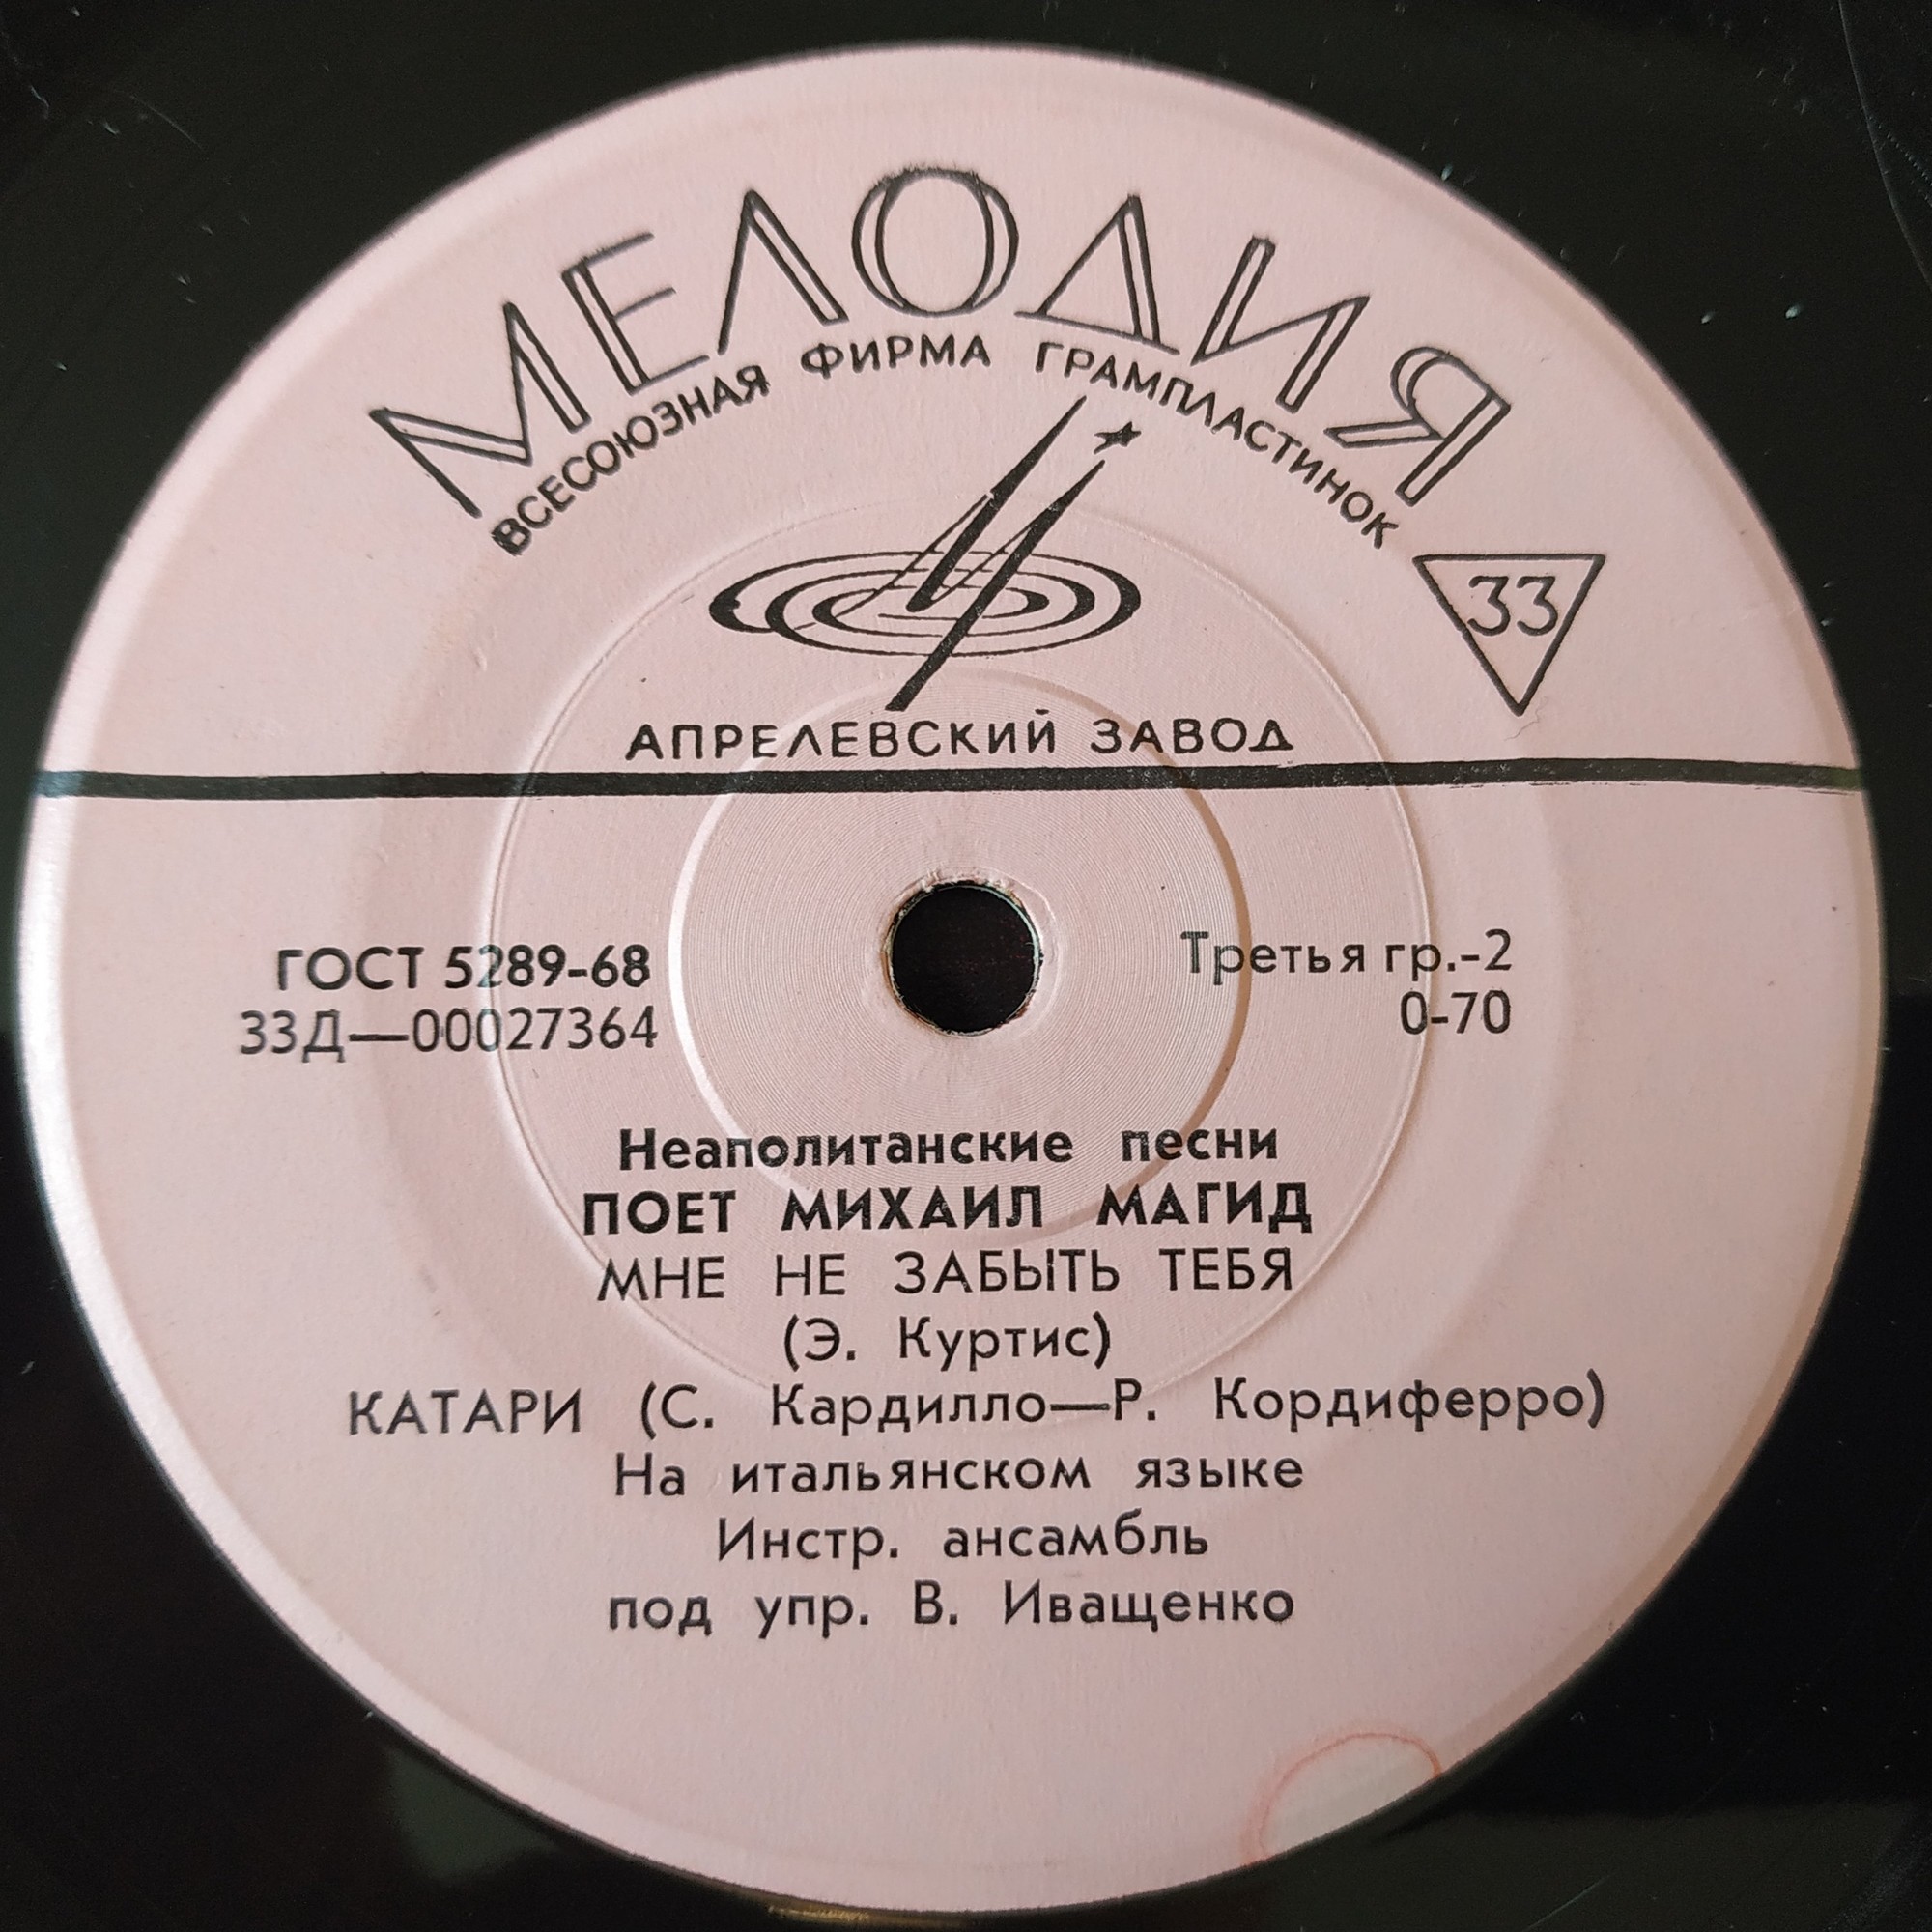 МЕЛОДИЯ
ВСЕСОЮЗНАЯ ФИРМА ГРАМПЛАСТИНОК
33
АПРЕЛЕВСКИЙ ЗАВОД
ГОСТ 5289-68
Третья гр.-2
33Д—00027364
0-70
Неаполитанские песни
ПОЕТ МИХАИЛ МАГИД
МНЕ НЕ ЗАБЫТЬ ТЕБЯ
(Э. Куртис)
КАТАРИ (С. Кардилло—Р. Кордиферро)
На итальянском языке
Инстр. ансамбль
под упр. В. Иващенко